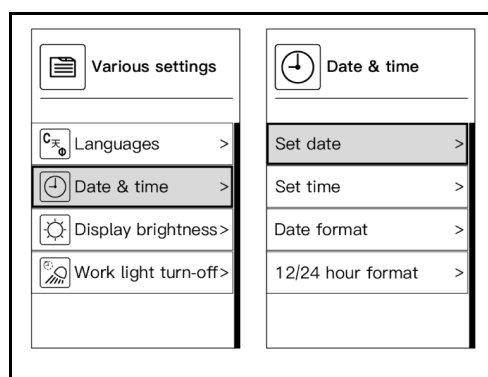 Various settings
Languages >
Date & time >
Display brightness >
Work light turn-off >
Date & time
Set date >
Set time >
Date format >
12/24 hour format >